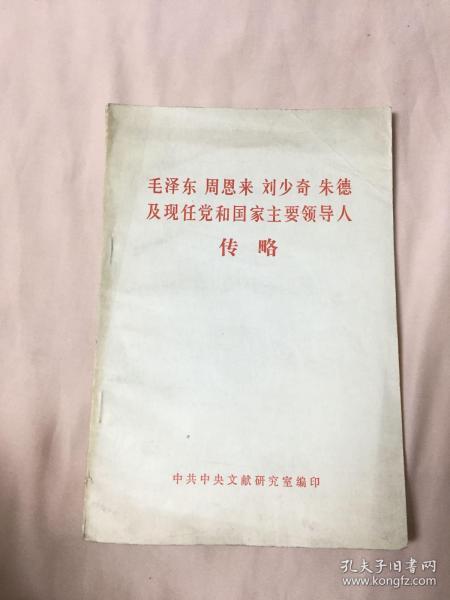 毛泽东 周恩来 刘少奇 朱德
及现任党和国家主要领导人
传略
中共中央文献研究室编印
孔夫子旧书网
www.kongfz.com